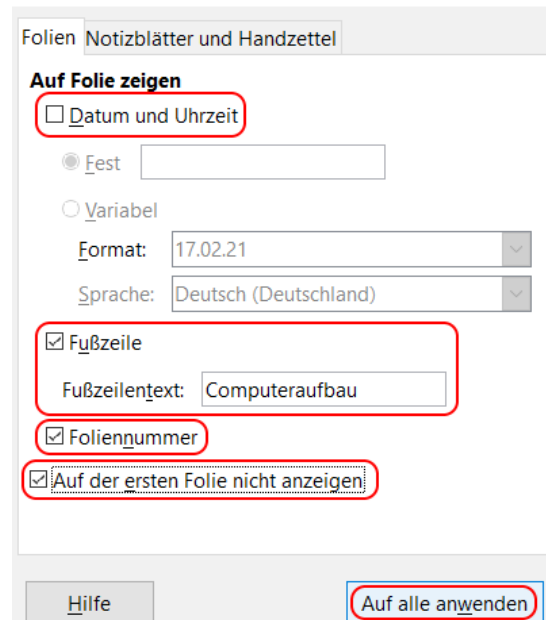 Folien Notizblätter und Handzettel
Auf Folie zeigen
Datum und Uhrzeit
Fest
Variabel
Format: 17.02.21
Sprache: Deutsch (Deutschland)
Fußzeile
Fußzeilentext: Computeraufbau
Foliennummer
Auf der ersten Folie nicht anzeigen
Hilfe Auf alle anwenden